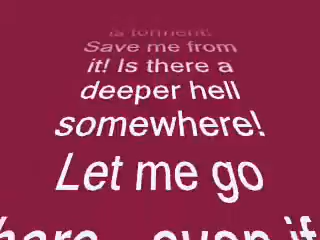 is torment!
Save me from
it! Is there a
deeper hell
somewhere!
Let me go
even if